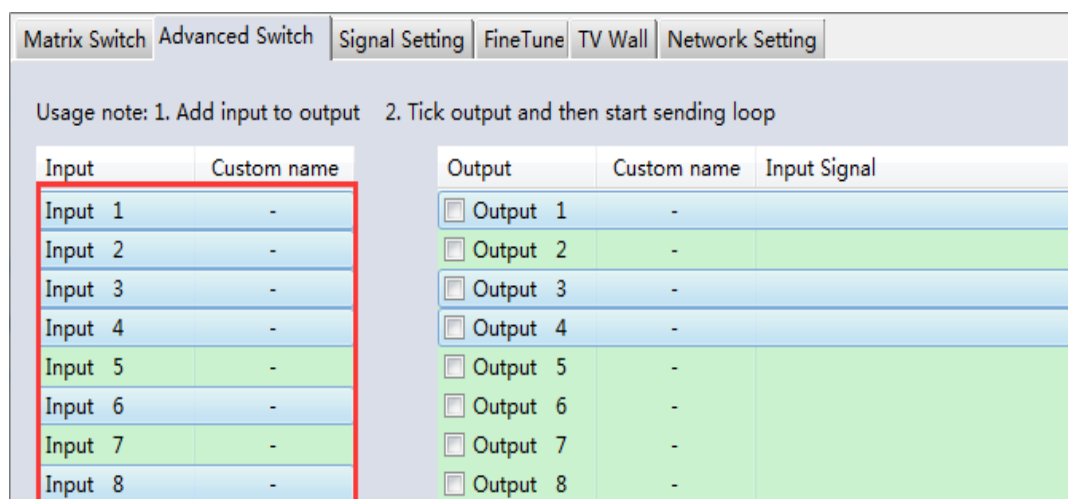 Matrix Switch Advanced Switch Signal Setting FineTune TV Wall Network Setting
Usage note: 1. Add input to output 2. Tick output and then start sending loop
Input Custom name Output Custom name Input Signal
Input 1 - Output 1 -
Input 2 - Output 2 -
Input 3 - Output 3 -
Input 4 - Output 4 -
Input 5 - Output 5 -
Input 6 - Output 6 -
Input 7 - Output 7 -
Input 8 - Output 8 -